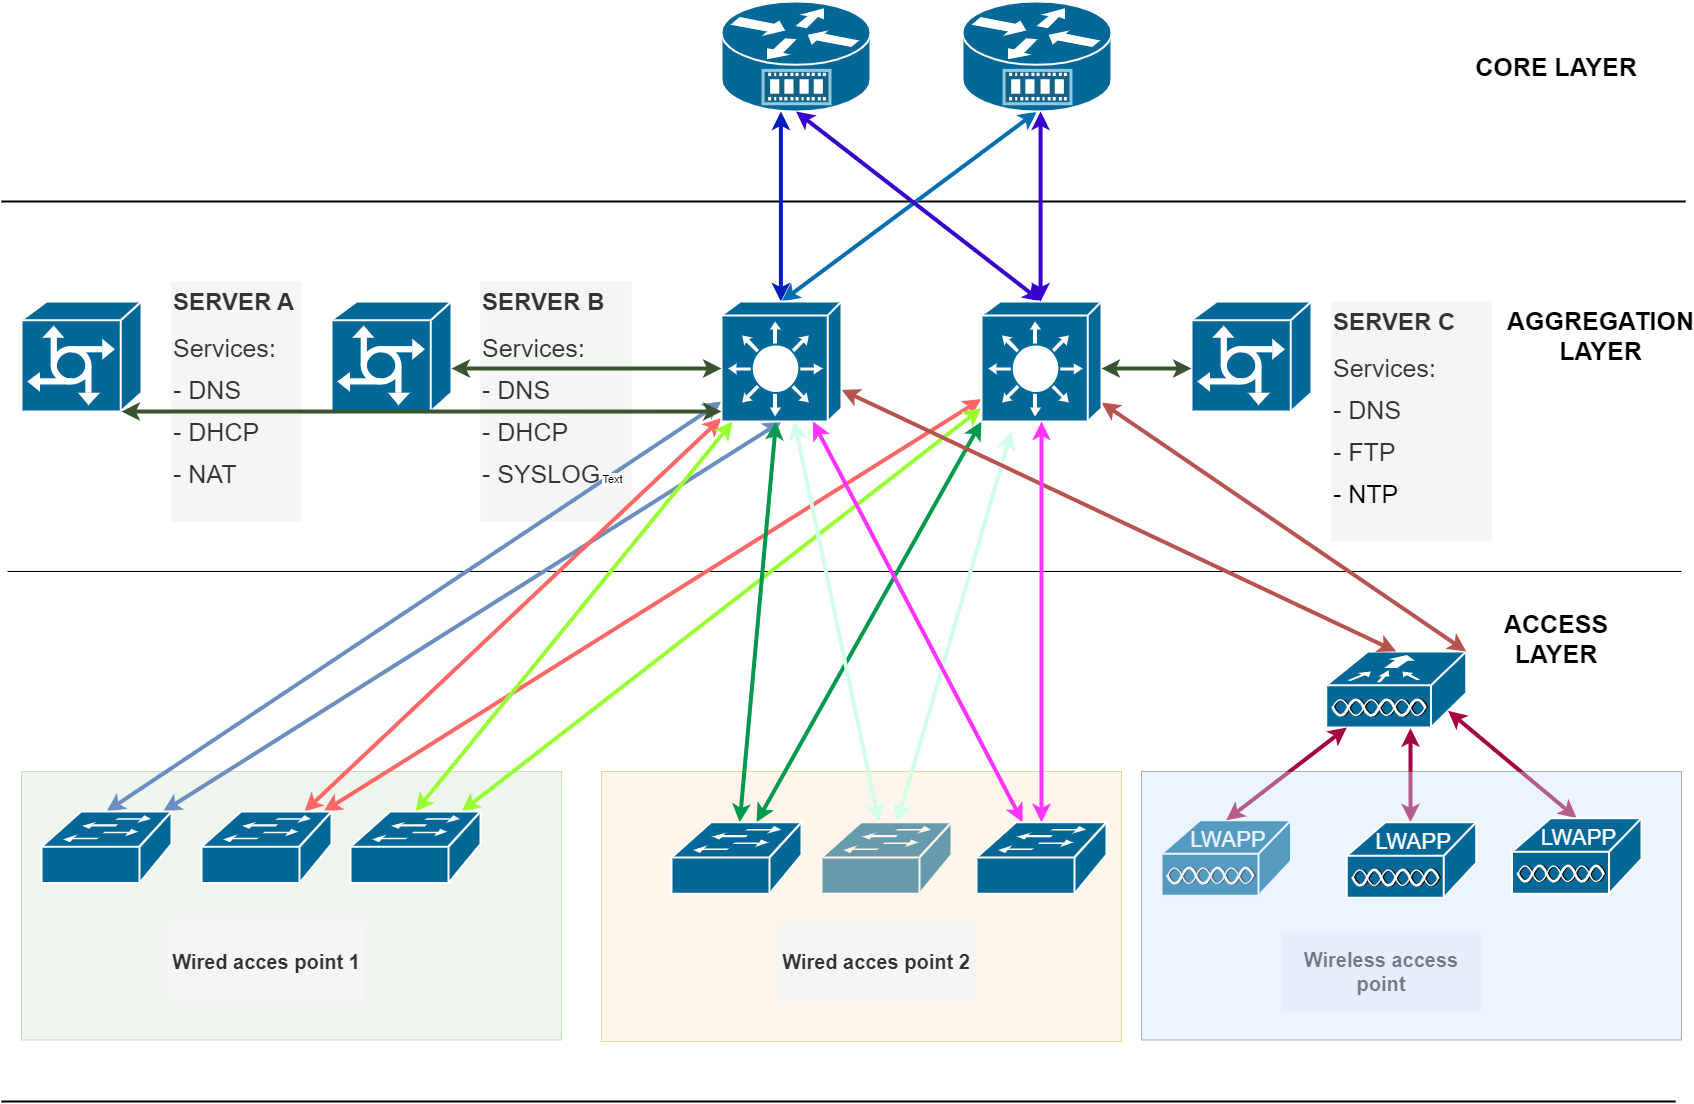 CORE LAYER
SERVER A
Services:
- DNS
- DHCP
- NAT
SERVER B
Services:
- DNS
- DHCP
- SYSLOG
Text
SERVER C
Services:
- DNS
- FTP
- NTP
AGGREGATION
LAYER
ACCESS
LAYER
LWAPP
LWAPP
LWAPP
Wired acces point 1
Wired acces point 2
Wireless access
point